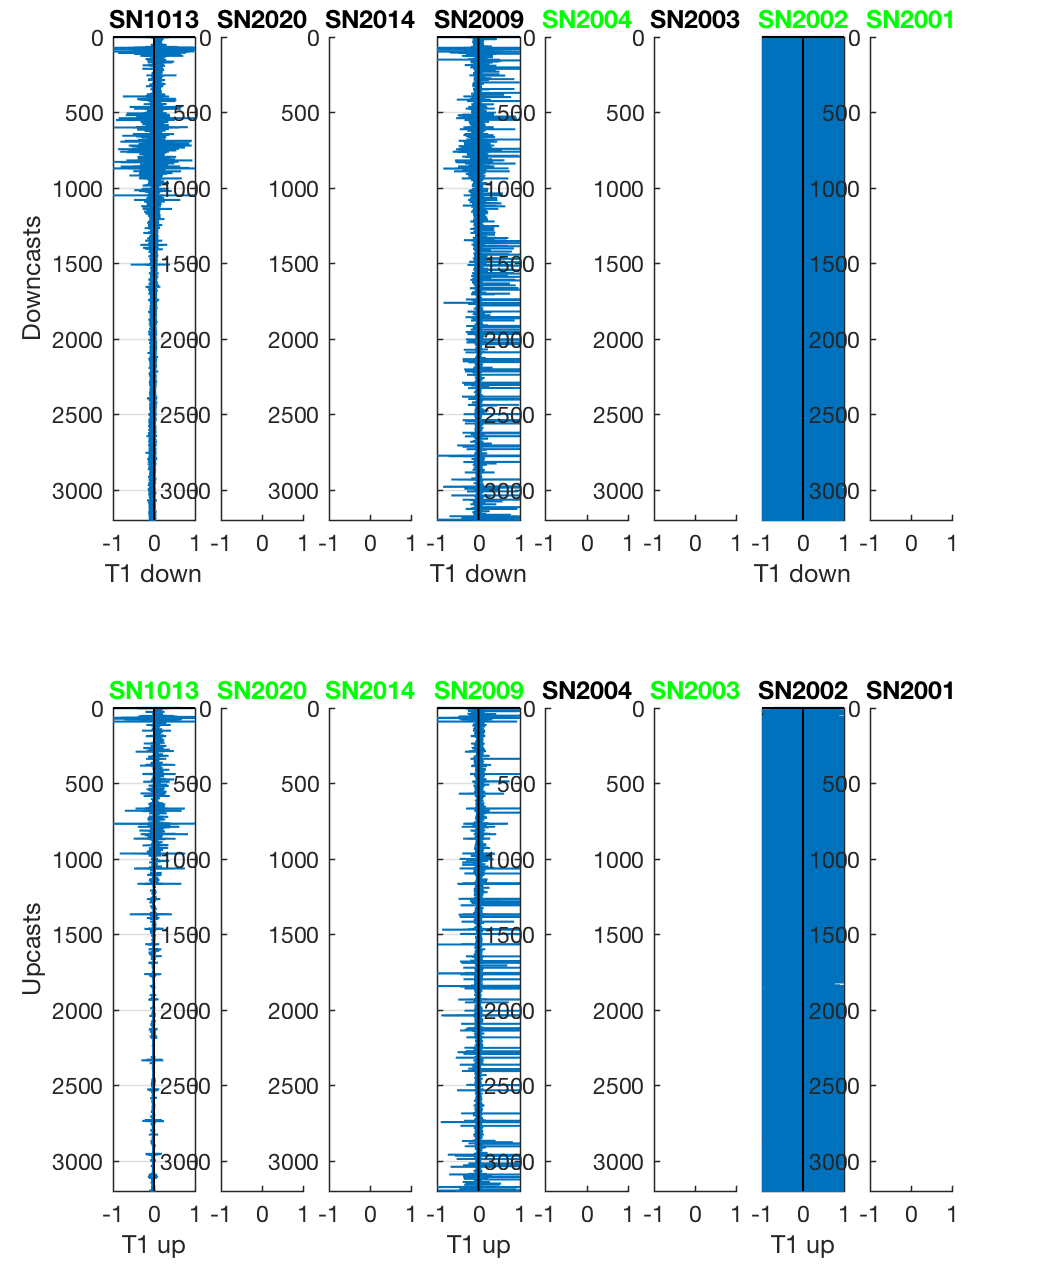 SN1013 SN2020 SN2014 SN2009 SN2004 SN2003 SN2002 SN2001
0 0 0 0 0 0 0 0
500 500 500 500 500 500 500 500
1000 1000 1000 1000 1000 1000 1000 1000
1500 1500 1500 1500 1500 1500 1500 1500
2000 2000 2000 2000 2000 2000 2000 2000
2500 2500 2500 2500 2500 2500 2500 2500
3000 3000 3000 3000 3000 3000 3000 3000
Downcasts
-1 0 1 -1 0 1 -1 0 1 -1 0 1 -1 0 1 -1 0 1 -1 0 1 -1 0 1
T1 down T1 down T1 down
SN1013 SN2020 SN2014 SN2009 SN2004 SN2003 SN2002 SN2001
0 0 0 0 0 0 0 0
500 500 500 500 500 500 500 500
1000 1000 1000 1000 1000 1000 1000 1000
1500 1500 1500 1500 1500 1500 1500 1500
2000 2000 2000 2000 2000 2000 2000 2000
2500 2500 2500 2500 2500 2500 2500 2500
3000 3000 3000 3000 3000 3000 3000 3000
Upcasts
-1 0 1 -1 0 1 -1 0 1 -1 0 1 -1 0 1 -1 0 1 -1 0 1 -1 0 1
T1 up T1 up T1 up